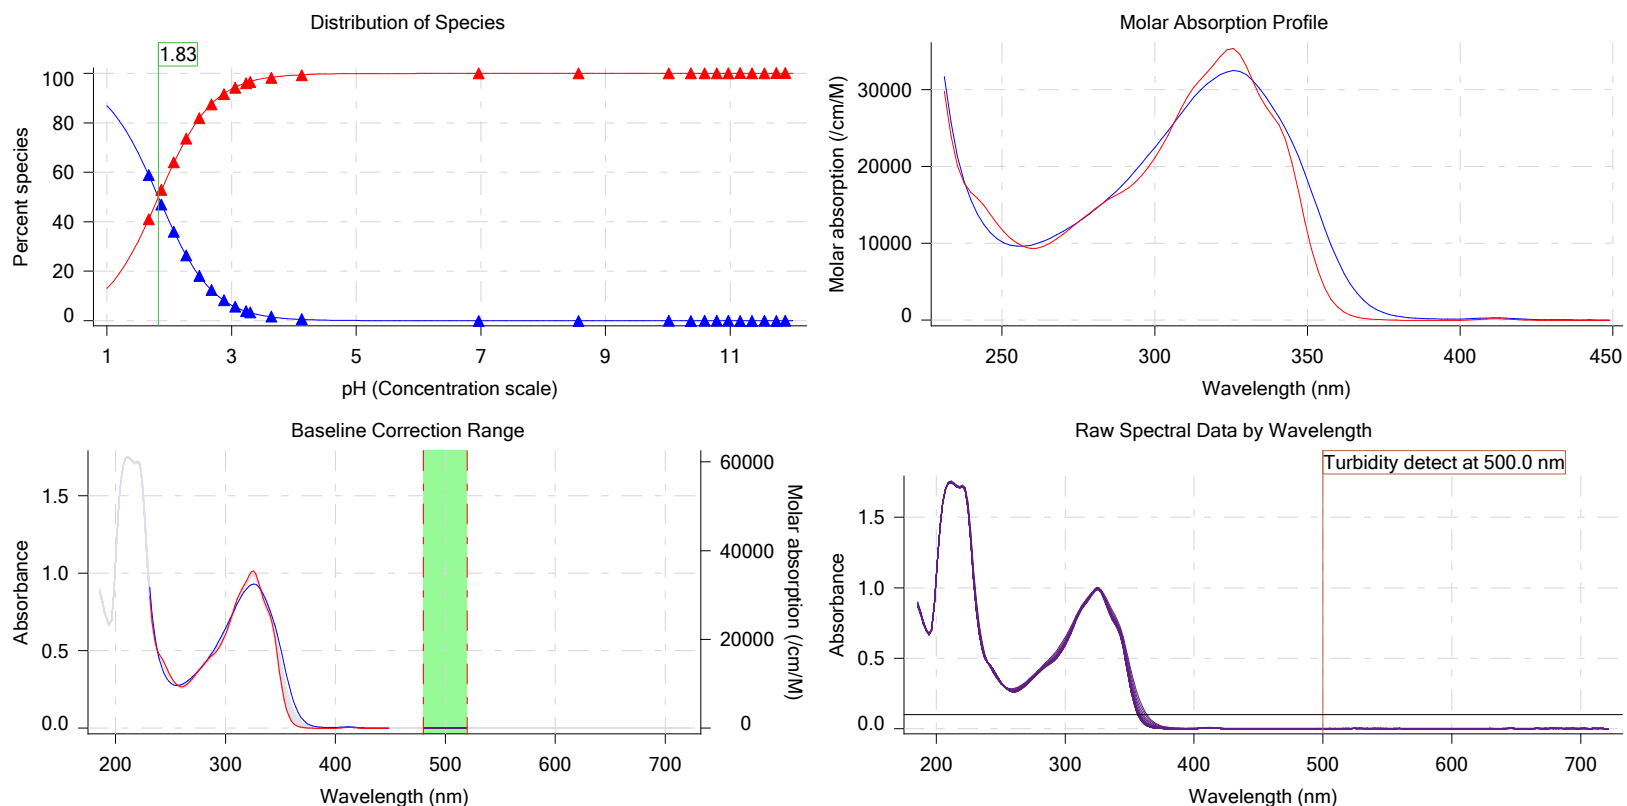 Distribution of Species
1.83
100
80
60
40
20
0
Percent species
1 3 5 7 9 11
pH (Concentration scale)
Molar Absorption Profile
30000
20000
10000
0
Molar absorption (/cm/M)
250 300 350 400 450
Wavelength (nm)
Baseline Correction Range
1.5
1.0
0.5
0.0
Absorbance
60000
40000
20000
0
Molar absorption (/cm/M)
200 300 400 500 600 700
Wavelength (nm)
Raw Spectral Data by Wavelength
Turbidity detect at 500.0 nm
1.5
1.0
0.5
0.0
Absorbance
200 300 400 500 600 700
Wavelength (nm)